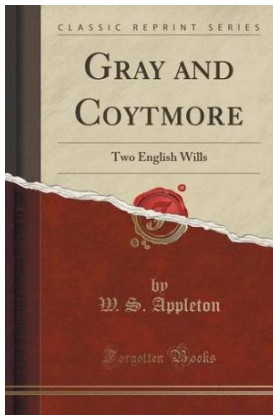 CLASSIC REPRINT SERIES
GRAY AND
COYTMORE
Two English Wills
by
W. S. Appleton
Forgotten Books